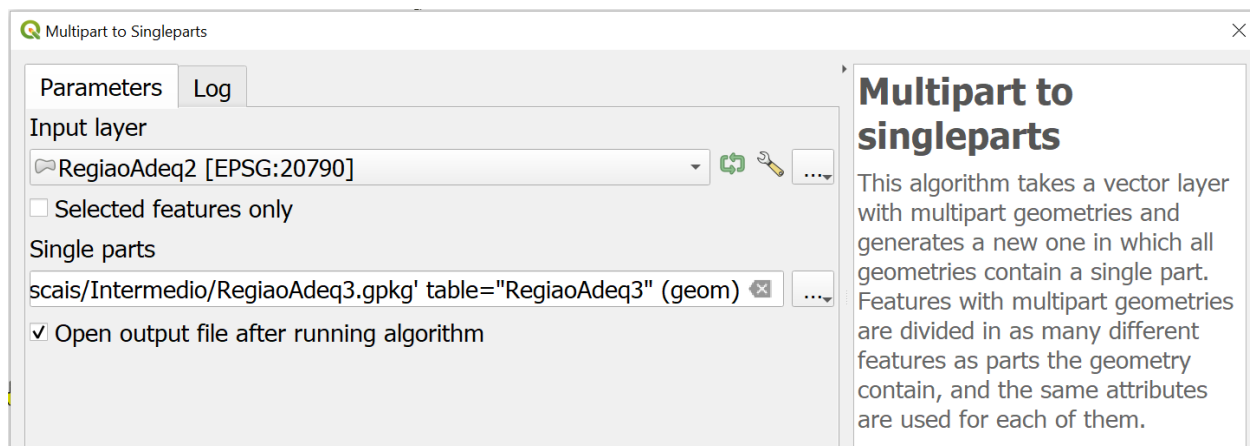 Multipart to Singleparts
Parameters
Log
Input layer
RegiaoAdeq2 [EPSG:20790]
...
Selected features only
Single parts
scais/Intermedio/RegiaoAdeq3.gpkg' table="RegiaoAdeq3" (geom)
...
Open output file after running algorithm
Multipart to
singleparts
This algorithm takes a vector layer
with multipart geometries and
generates a new one in which all
geometries contain a single part.
Features with multipart geometries
are divided in as many different
features as parts the geometry
contain, and the same attributes
are used for each of them.